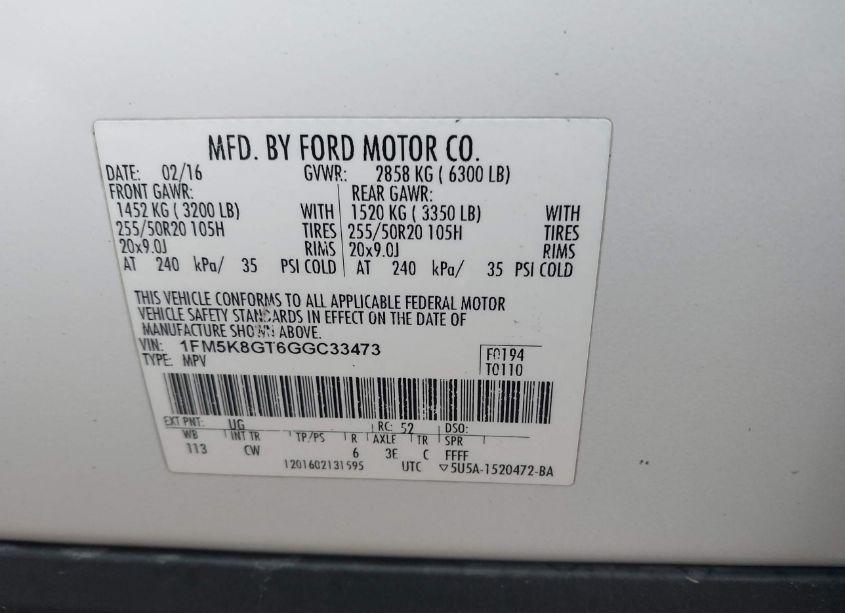 MFD. BY FORD MOTOR CO.
DATE: 02/16 GVWR: 2858 KG ( 6300 LB)
FRONT GAWR: REAR GAWR:
1452 KG ( 3200 LB) WITH 1520 KG ( 3350 LB) WITH
255/50R20 105H TIRES 255/50R20 105H TIRES
20x9.0J RIMS 20x9.0J RIMS
AT 240 kPa/ 35 PSI COLD AT 240 kPa/ 35 PSI COLD
THIS VEHICLE CONFORMS TO ALL APPLICABLE FEDERAL MOTOR
VEHICLE SAFETY STANDARDS IN EFFECT ON THE DATE OF
MANUFACTURE SHOWN ABOVE.
VIN: 1FM5K8GT6GGC33473
TYPE: MPV
F0194
T0110
EXT PNT: UG RC: 52 DSO:
WB INT TR TP/PS R AXLE TR SPR
113 CW 6 3E C FFFF
1201602131595 UTC ▽5U5A-1520472-BA